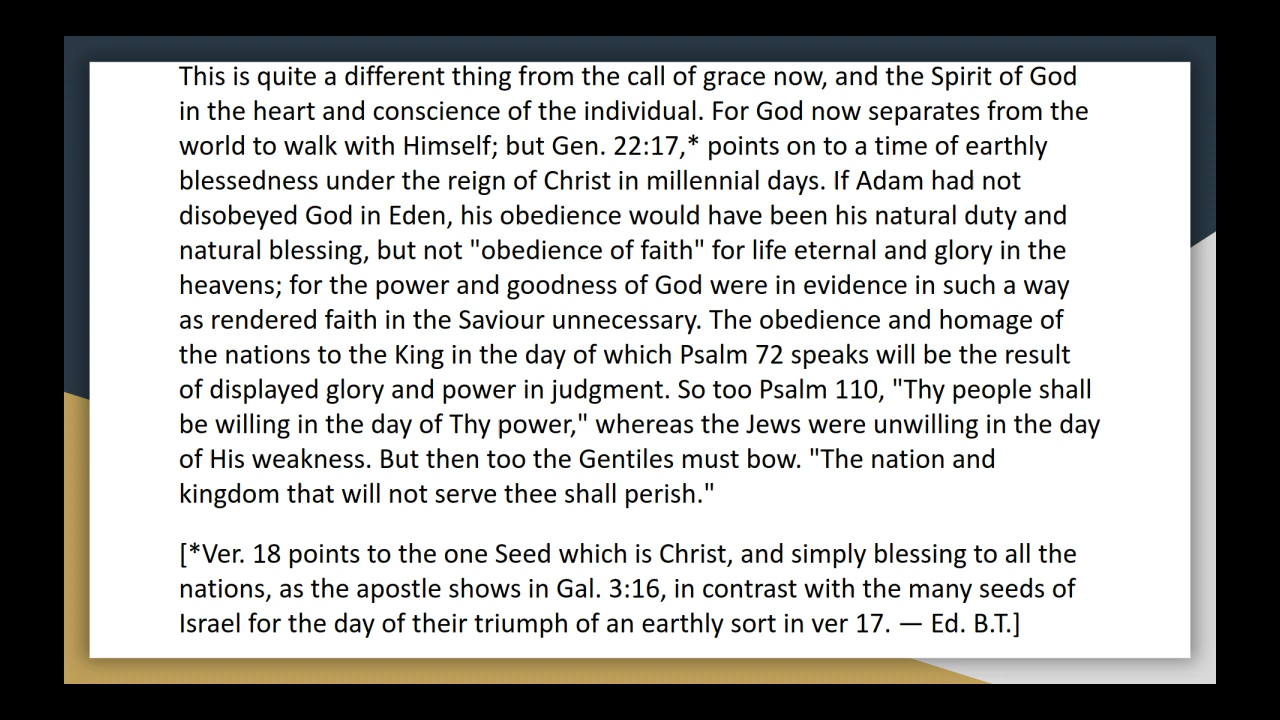 This is quite a different thing from the call of grace now, and the Spirit of God
in the heart and conscience of the individual. For God now separates from the
world to walk with Himself; but Gen. 22:17,* points on to a time of earthly
blessedness under the reign of Christ in millennial days. If Adam had not
disobeyed God in Eden, his obedience would have been his natural duty and
natural blessing, but not "obedience of faith" for life eternal and glory in the
heavens; for the power and goodness of God were in evidence in such a way
as rendered faith in the Saviour unnecessary. The obedience and homage of
the nations to the King in the day of which Psalm 72 speaks will be the result
of displayed glory and power in judgment. So too Psalm 110, "Thy people shall
be willing in the day of Thy power," whereas the Jews were unwilling in the day
of His weakness. But then too the Gentiles must bow. "The nation and
kingdom that will not serve thee shall perish."
[*Ver. 18 points to the one Seed which is Christ, and simply blessing to all the
nations, as the apostle shows in Gal. 3:16, in contrast with the many seeds of
Israel for the day of their triumph of an earthly sort in ver 17. — Ed. B.T.]